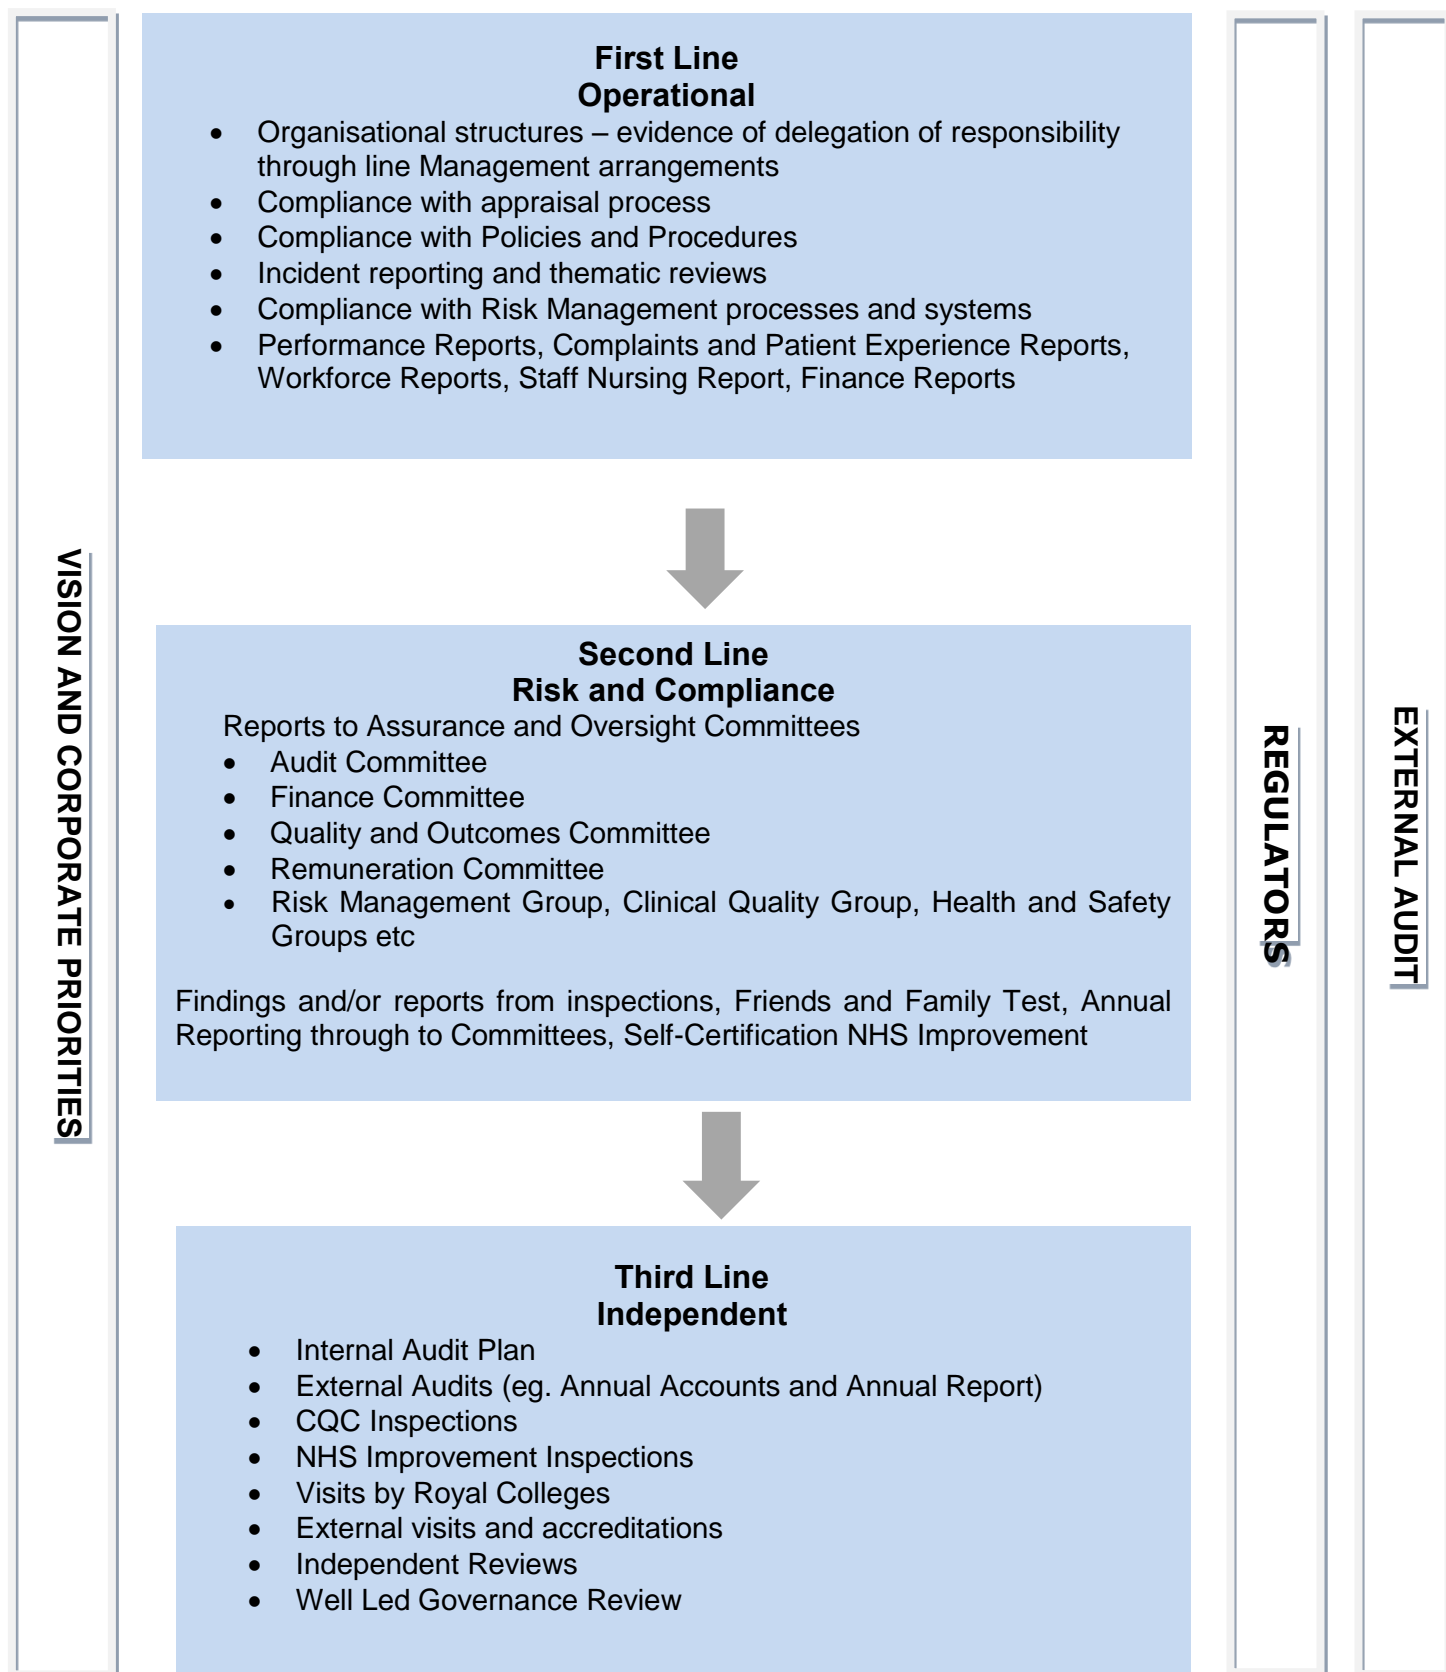 VISION AND CORPORATE PRIORITIES
First Line
Operational
• Organisational structures – evidence of delegation of responsibility
through line Management arrangements
• Compliance with appraisal process
• Compliance with Policies and Procedures
• Incident reporting and thematic reviews
• Compliance with Risk Management processes and systems
• Performance Reports, Complaints and Patient Experience Reports,
Workforce Reports, Staff Nursing Report, Finance Reports
Second Line
Risk and Compliance
Reports to Assurance and Oversight Committees
• Audit Committee
• Finance Committee
• Quality and Outcomes Committee
• Remuneration Committee
• Risk Management Group, Clinical Quality Group, Health and Safety
Groups etc
Findings and/or reports from inspections, Friends and Family Test, Annual
Reporting through to Committees, Self-Certification NHS Improvement
Third Line
Independent
• Internal Audit Plan
• External Audits (eg. Annual Accounts and Annual Report)
• CQC Inspections
• NHS Improvement Inspections
• Visits by Royal Colleges
• External visits and accreditations
• Independent Reviews
• Well Led Governance Review
REGULATORS
EXTERNAL AUDIT